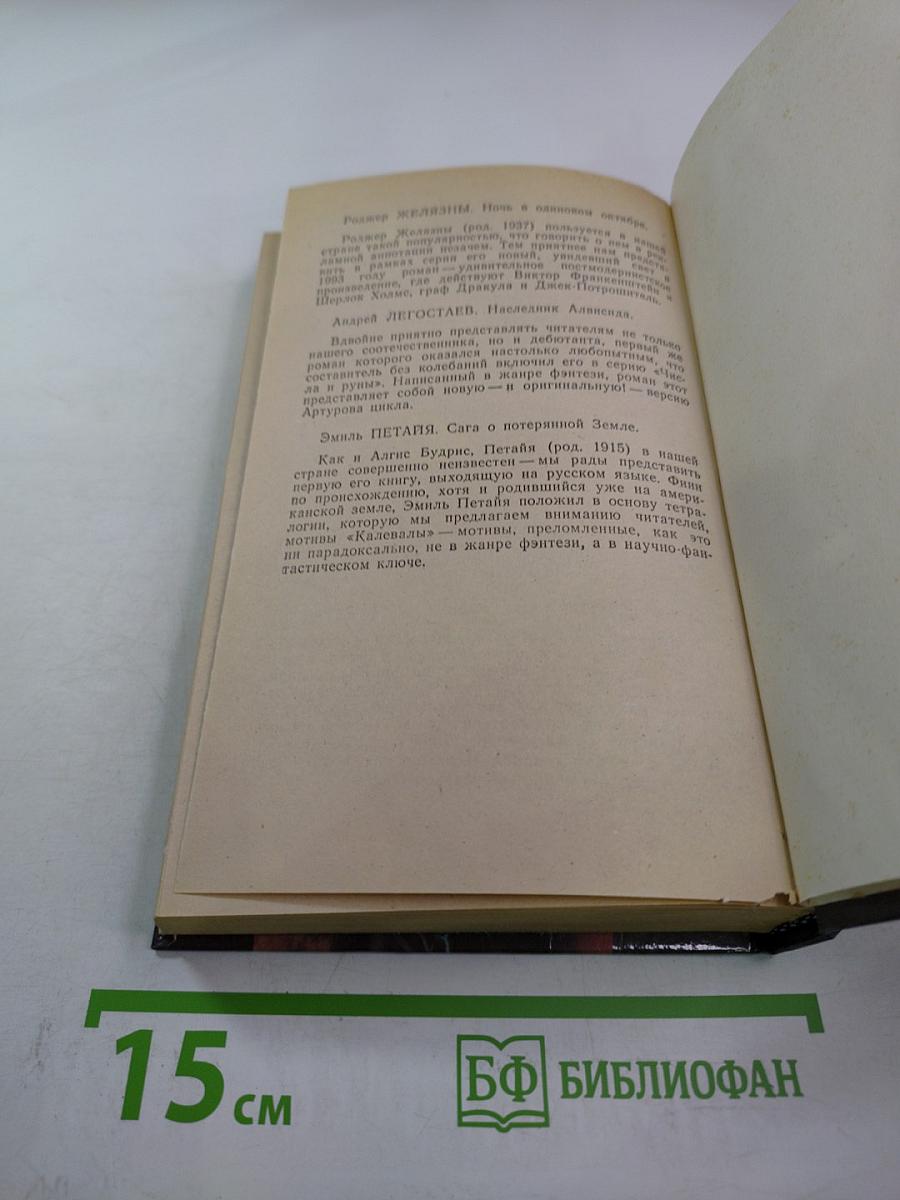 Роджер ЖЕЛЯЗНЫ. Ночь в одиноком октябре.
Роджер Желязны (род. 1937) пользуется в нашей
стране такой популярностью, что говорить о нем в рек-
ламной аннотации незачем. Тем приятнее нам предста-
вить в рамках серии его новый, увидевший свет в
1993 году роман — удивительное постмодернистское
произведение, где действуют Виктор Франкенштейн и
Шерлок Холмс, граф Дракула и Джек-Потрошитель.
Андрей ЛЕГОСТАЕВ. Наследник Алвисида.
Вдвойне приятно представлять читателям не только
нашего соотечественника, но и дебютанта, первый же
роман которого оказался настолько любопытным, что
составитель без колебаний включил его в серию «Чис-
ла и руны». Написанный в жанре фэнтези, роман этот
представляет собой новую — и оригинальную! — версию
Артурова цикла.
Эмиль ПЕТАЙЯ. Сага о потерянной Земле.
Как и Алгис Будрис, Петайя (род. 1915) в нашей
стране совершенно неизвестен — мы рады представить
первую его книгу, выходящую на русском языке. Финн
по происхождению, хотя и родившийся уже на амери-
канской земле, Эмиль Петайя положил в основу тетра-
логии, которую мы предлагаем вниманию читателей,
мотивы «Калевалы» — мотивы, преломленные, как это
ни парадоксально, не в жанре фэнтези, а в научно-фан-
тастическом ключе.
15 см
БФ БИБЛИОФАН